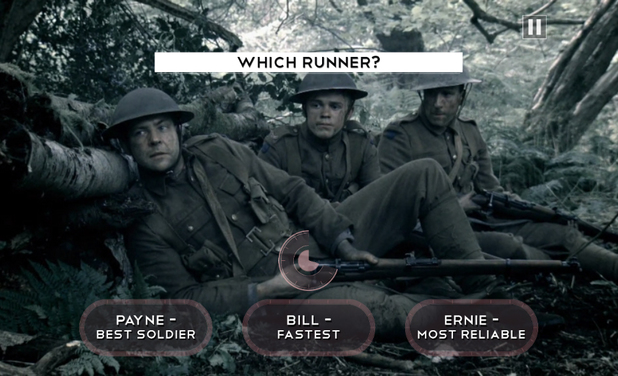 WHICH RUNNER?
PAYNE –
BEST SOLDIER
BILL –
FASTEST
ERNIE –
MOST RELIABLE